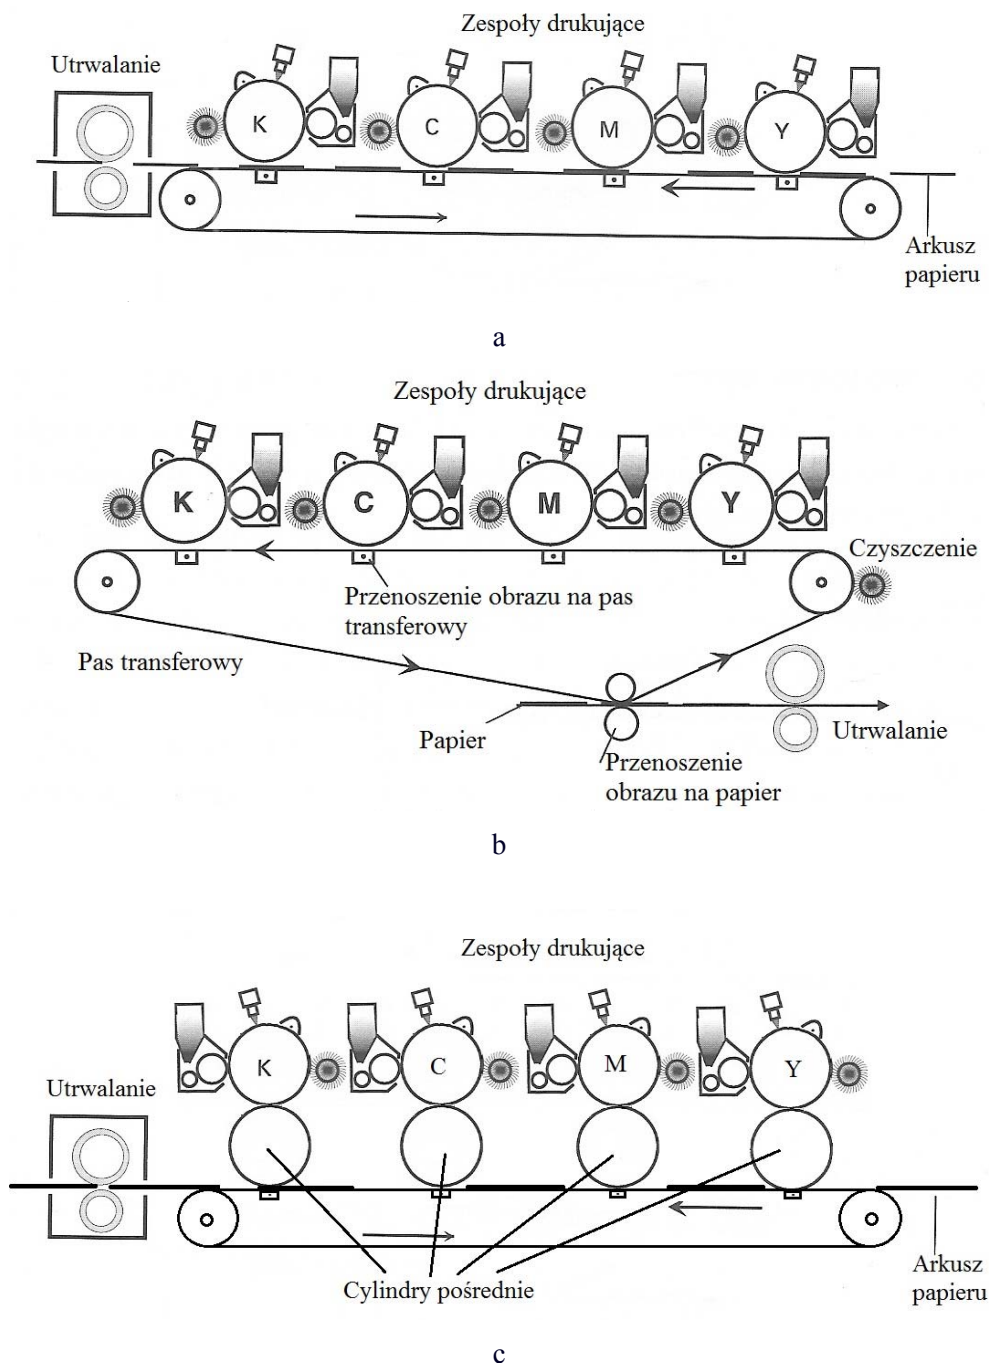 Zespoły drukujące
Utrwalanie
K
C
M
Y
Arkusz
papieru
a
Zespoły drukujące
K
C
M
Y
Czyszczenie
Przenoszenie obrazu na pas
transferowy
Pas transferowy
Papier
Utrwalanie
Przenoszenie
obrazu na papier
b
Zespoły drukujące
K
C
M
Y
Utrwalanie
Arkusz
papieru
Cylindry pośrednie
c